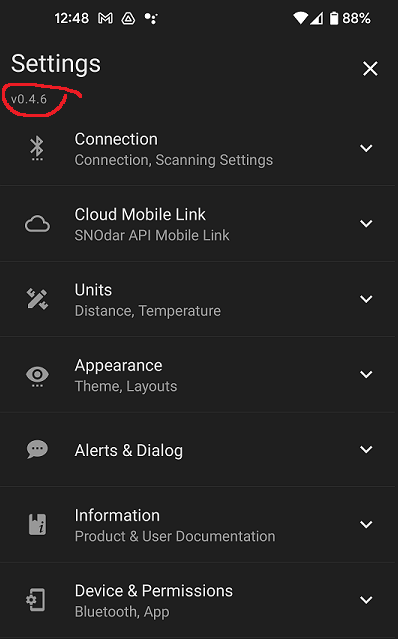 12:48 88%
Settings
v0.4.6
Connection
Connection, Scanning Settings
Cloud Mobile Link
SNOdar API Mobile Link
Units
Distance, Temperature
Appearance
Theme, Layouts
Alerts & Dialog
Information
Product & User Documentation
Device & Permissions
Bluetooth, App